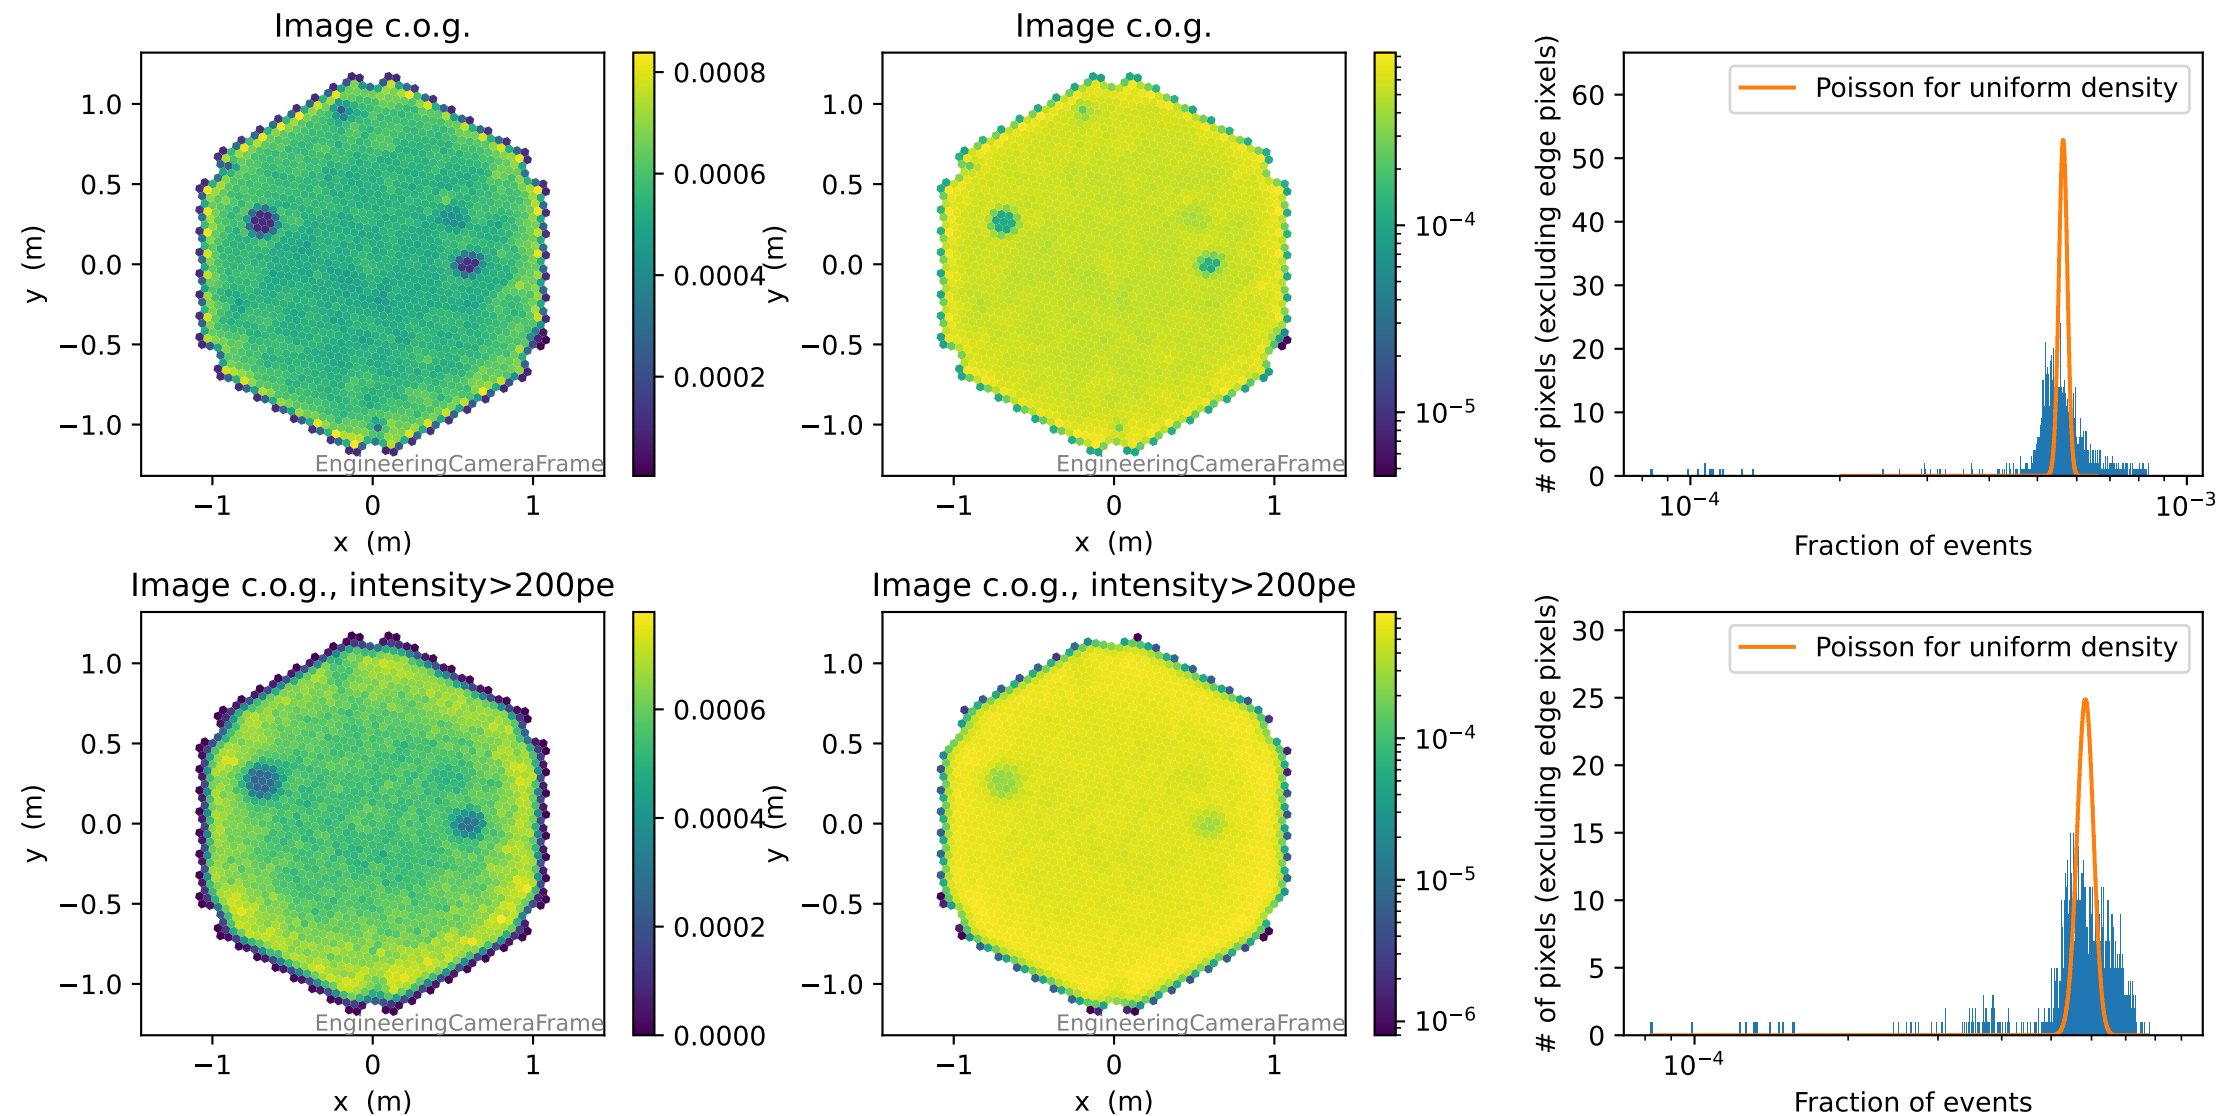 Image c.o.g.
1.0
0.5
0.0
−0.5
−1.0
y (m)
−1
0
1
x (m)
EngineeringCameraFrame
0.0008
0.0006
0.0004
0.0002
Image c.o.g.
1.0
0.5
0.0
−0.5
−1.0
y (m)
−1
0
1
x (m)
EngineeringCameraFrame
10⁻⁴
10⁻⁵
# of pixels (excluding edge pixels)
60
50
40
30
20
10
0
Poisson for uniform density
10⁻⁴
10⁻³
Fraction of events
Image c.o.g., intensity>200pe
1.0
0.5
0.0
−0.5
−1.0
y (m)
−1
0
1
x (m)
EngineeringCameraFrame
0.0006
0.0004
0.0002
0.0000
Image c.o.g., intensity>200pe
1.0
0.5
0.0
−0.5
−1.0
y (m)
−1
0
1
x (m)
EngineeringCameraFrame
10⁻⁴
10⁻⁵
10⁻⁶
# of pixels (excluding edge pixels)
30
25
20
15
10
5
0
Poisson for uniform density
10⁻⁴
Fraction of events